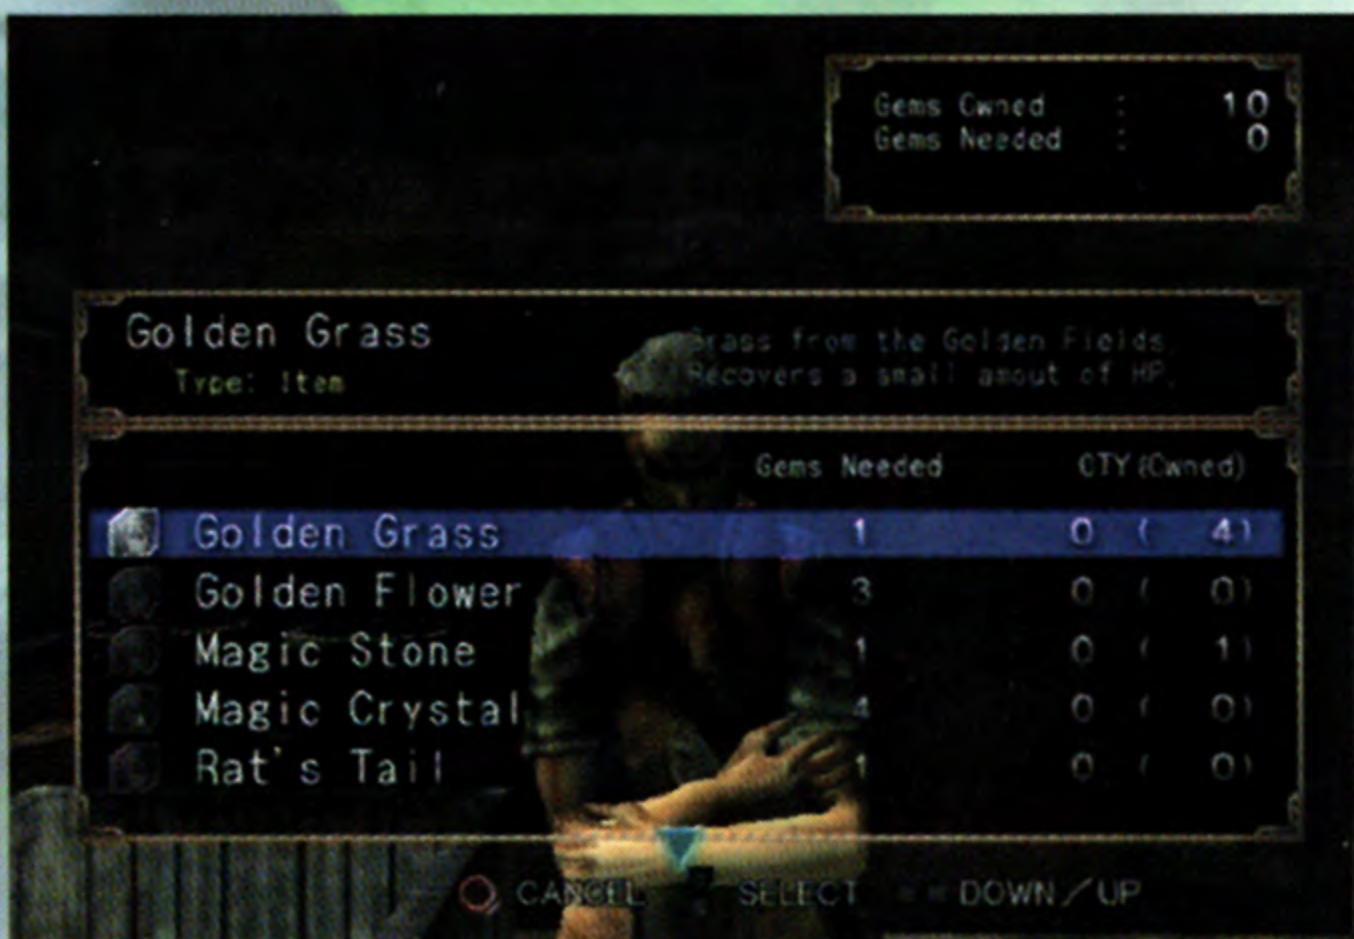 Gems Owned : 10
Gems Needed : 0
Golden Grass
Type: Item
Grass from the Golden Fields.
Recovers a small amout of HP.
Gems Needed QTY (Owned)
Golden Grass 1 0 ( 4)
Golden Flower 3 0 ( 0)
Magic Stone 1 0 ( 1)
Magic Crystal 4 0 ( 0)
Rat's Tail 1 0 ( 0)
CANCEL SELECT DOWN/UP